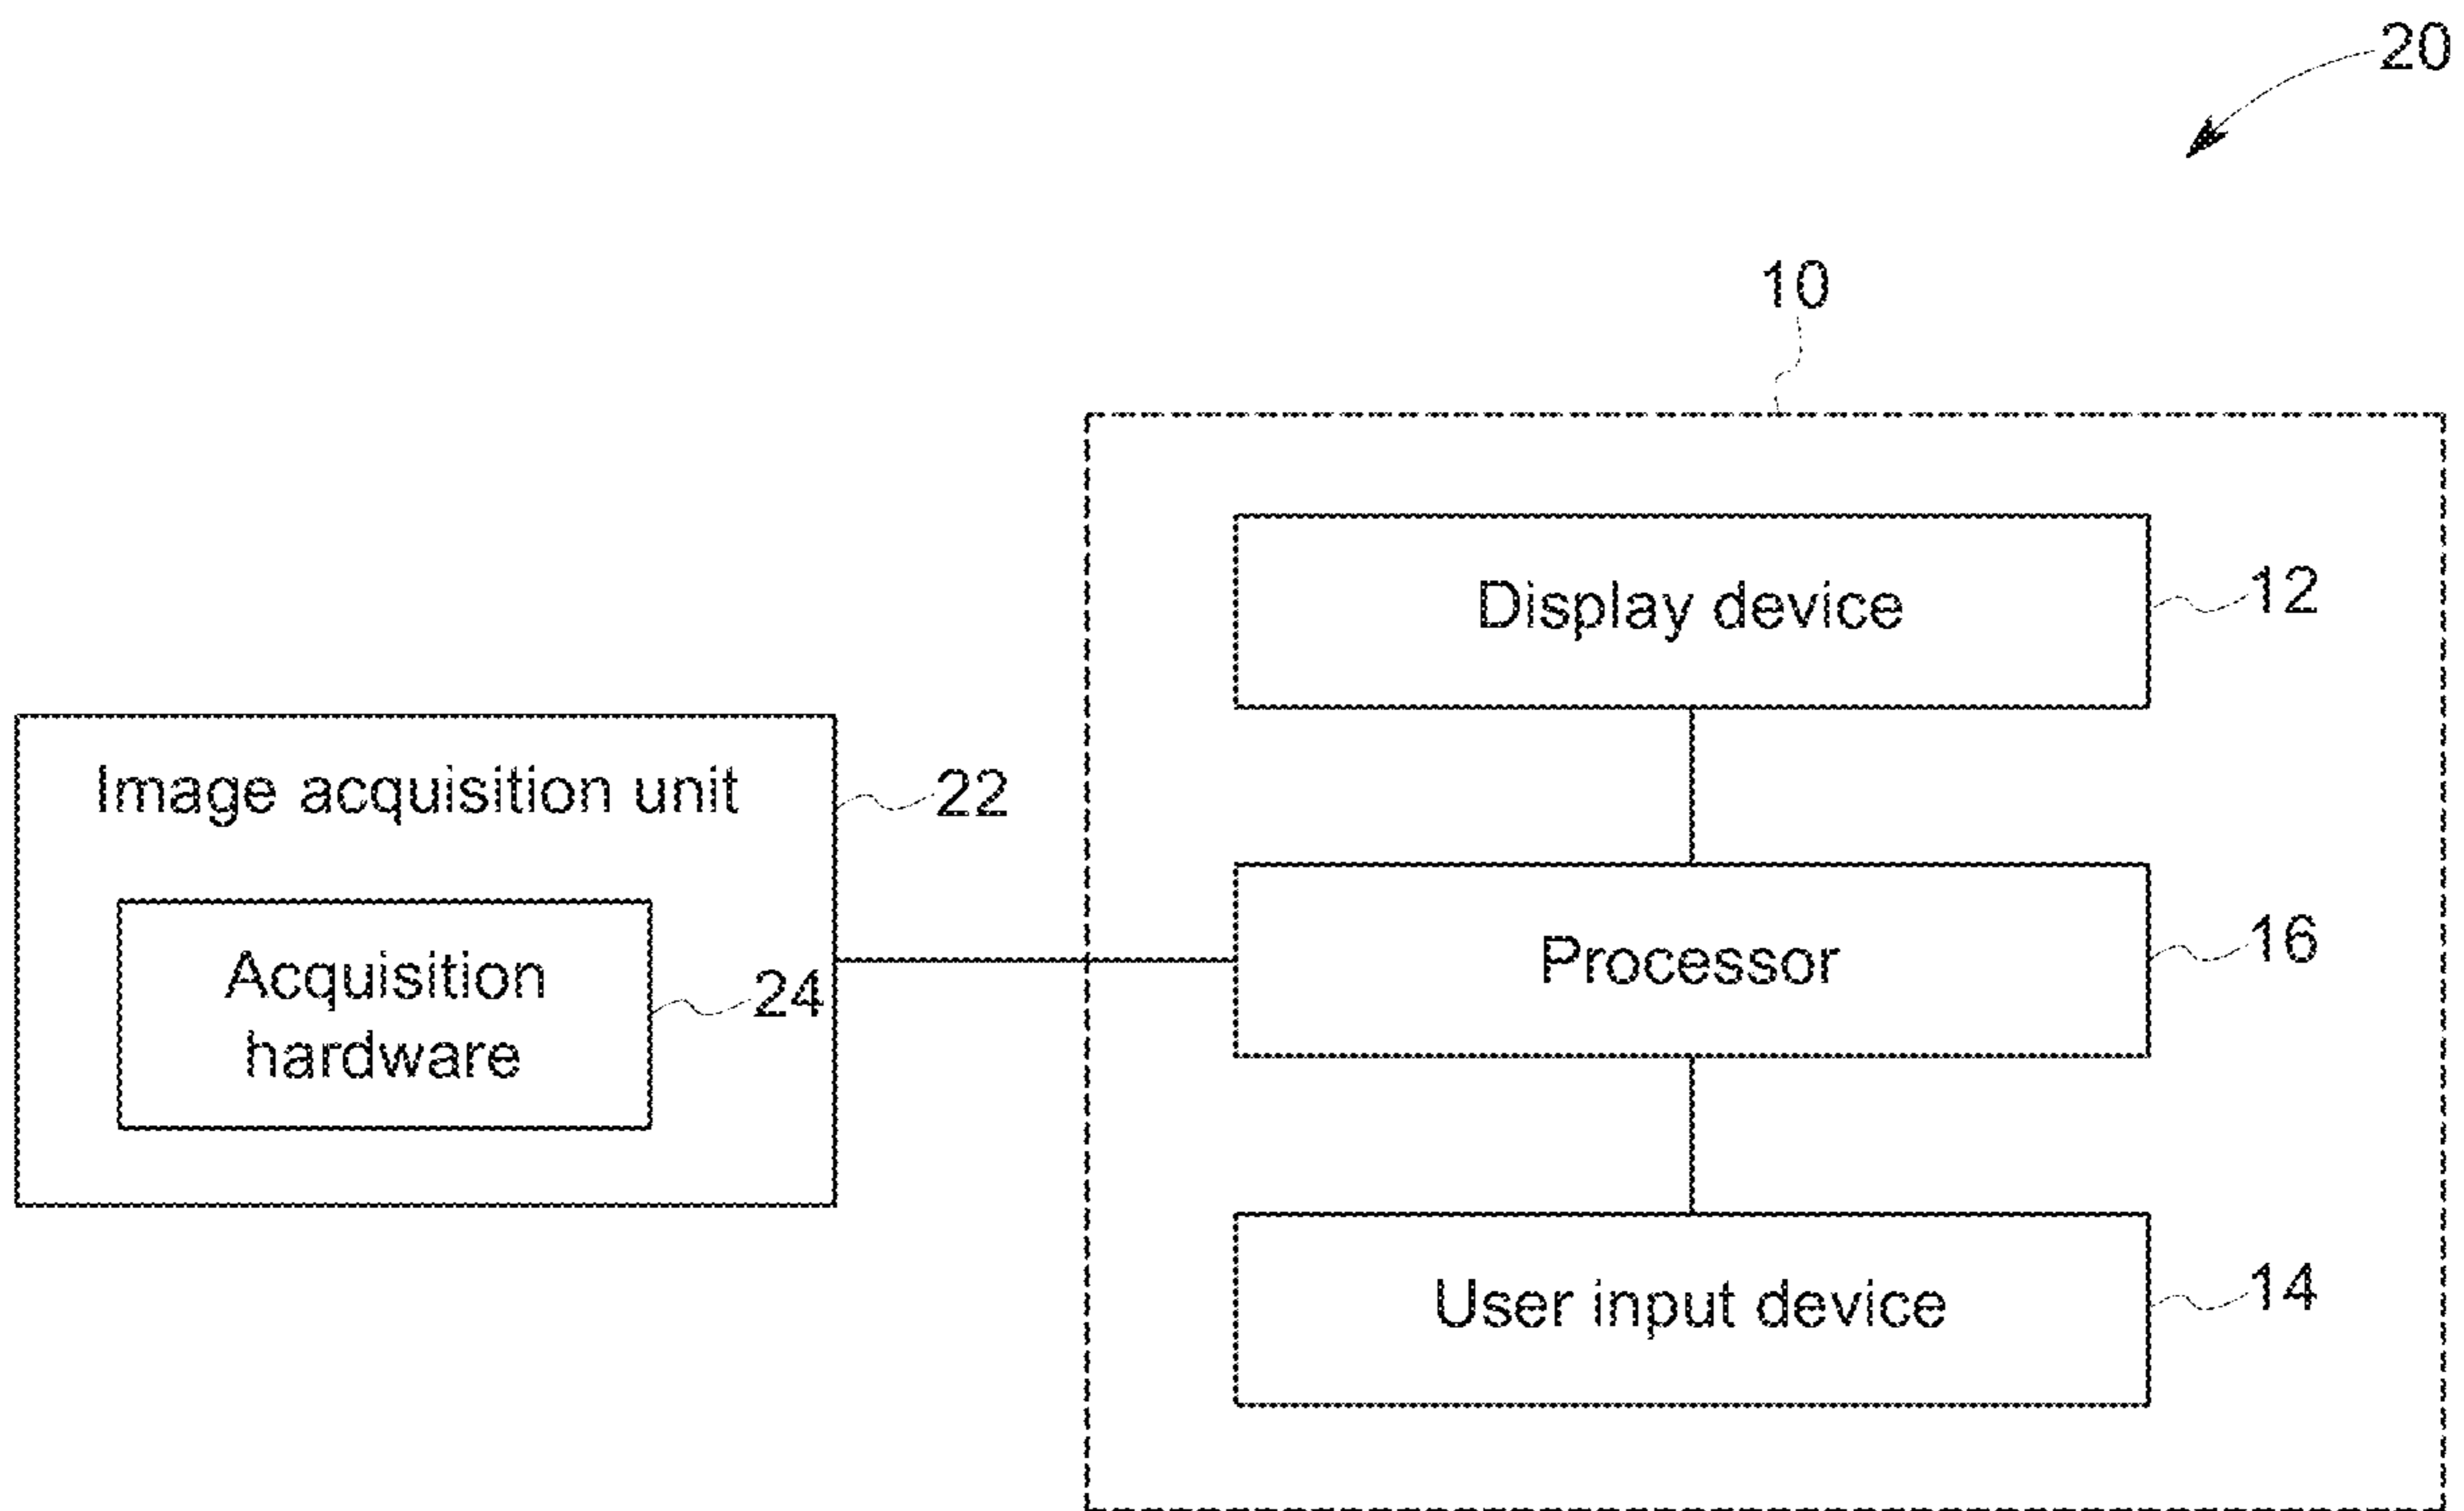 20
10
Display device
12
Image acquisition unit
22
Acquisition
hardware
24
Processor
16
User input device
14